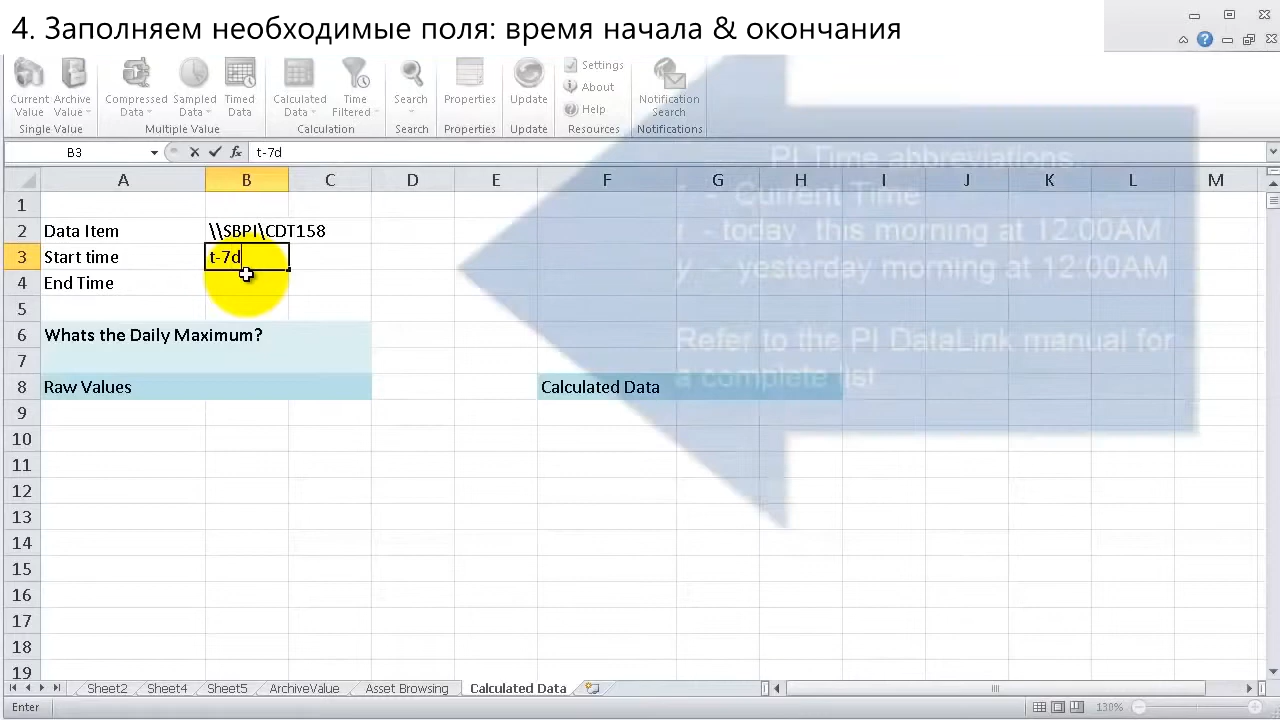 4. Заполняем необходимые поля: время начала & окончания
Settings
About
Help
Current Value
Archive Value
Compressed Data
Sampled Data
Timed Data
Calculated Data
Time Filtered
Search
Properties
Update
Notification Search
Single Value
Multiple Value
Calculation
Search
Properties
Update
Resources
Notifications
B3
fx
t-7d
PI Time abbreviations
- Current Time
- today this morning at 12:00AM
y - yesterday morning at 12:00AM
Refer to the PI DataLink manual for
a complete list
A B C D E F G H I J K L M
1
2 Data Item \\SBPI\CDT158
3 Start time t-7d
4 End Time
5
6 Whats the Daily Maximum?
7
8 Raw Values Calculated Data
9
10
11
12
13
14
15
16
17
18
19
Sheet2 Sheet4 Sheet5 ArchiveValue Asset Browsing Calculated Data
Enter 130%